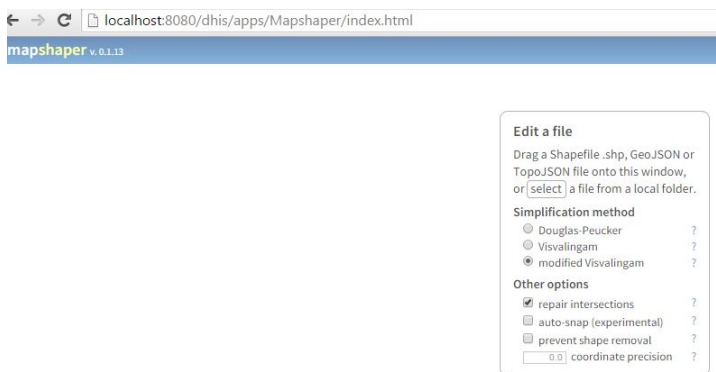 localhost:8080/dhis/apps/Mapshaper/index.html
mapshaper v. 0.1.13
Edit a file
Drag a Shapefile .shp, GeoJSON or
TopoJSON file onto this window,
or select a file from a local folder.
Simplification method
Douglas-Peucker ?
Visvalingam ?
modified Visvalingam ?
Other options
repair intersections ?
auto-snap (experimental) ?
prevent shape removal ?
0.0 coordinate precision ?